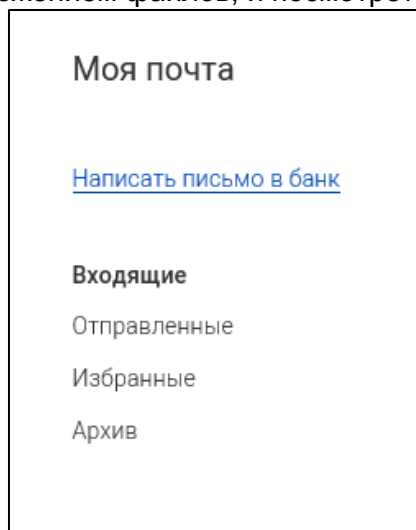 Моя почта
Написать письмо в банк
Входящие
Отправленные
Избранные
Архив